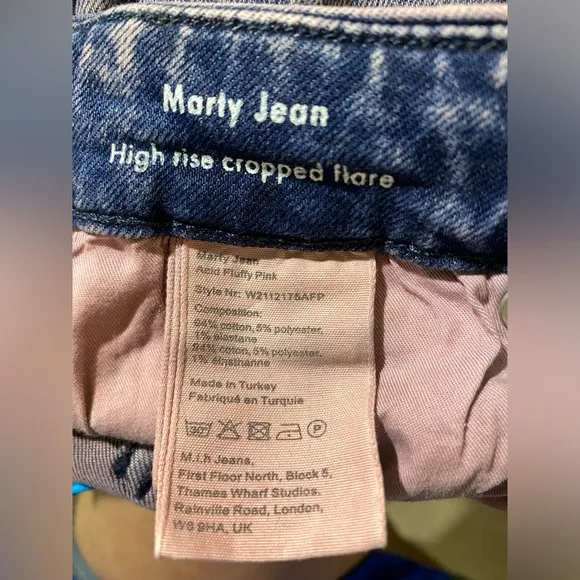 Marty Jean
High rise cropped flare
Marty Jean
Acid Fluffy Pink
Style Nr: W2112175AFP
Composition:
94% cotton, 5% polyester,
1% elastane
94% coton, 5% polyester,
1% élasthanne
Made in Turkey
Fabriqué en Turquie
P
M.i.h Jeans,
First Floor North, Block 5,
Thames Wharf Studios,
Rainville Road, London,
W6 9HA, UK